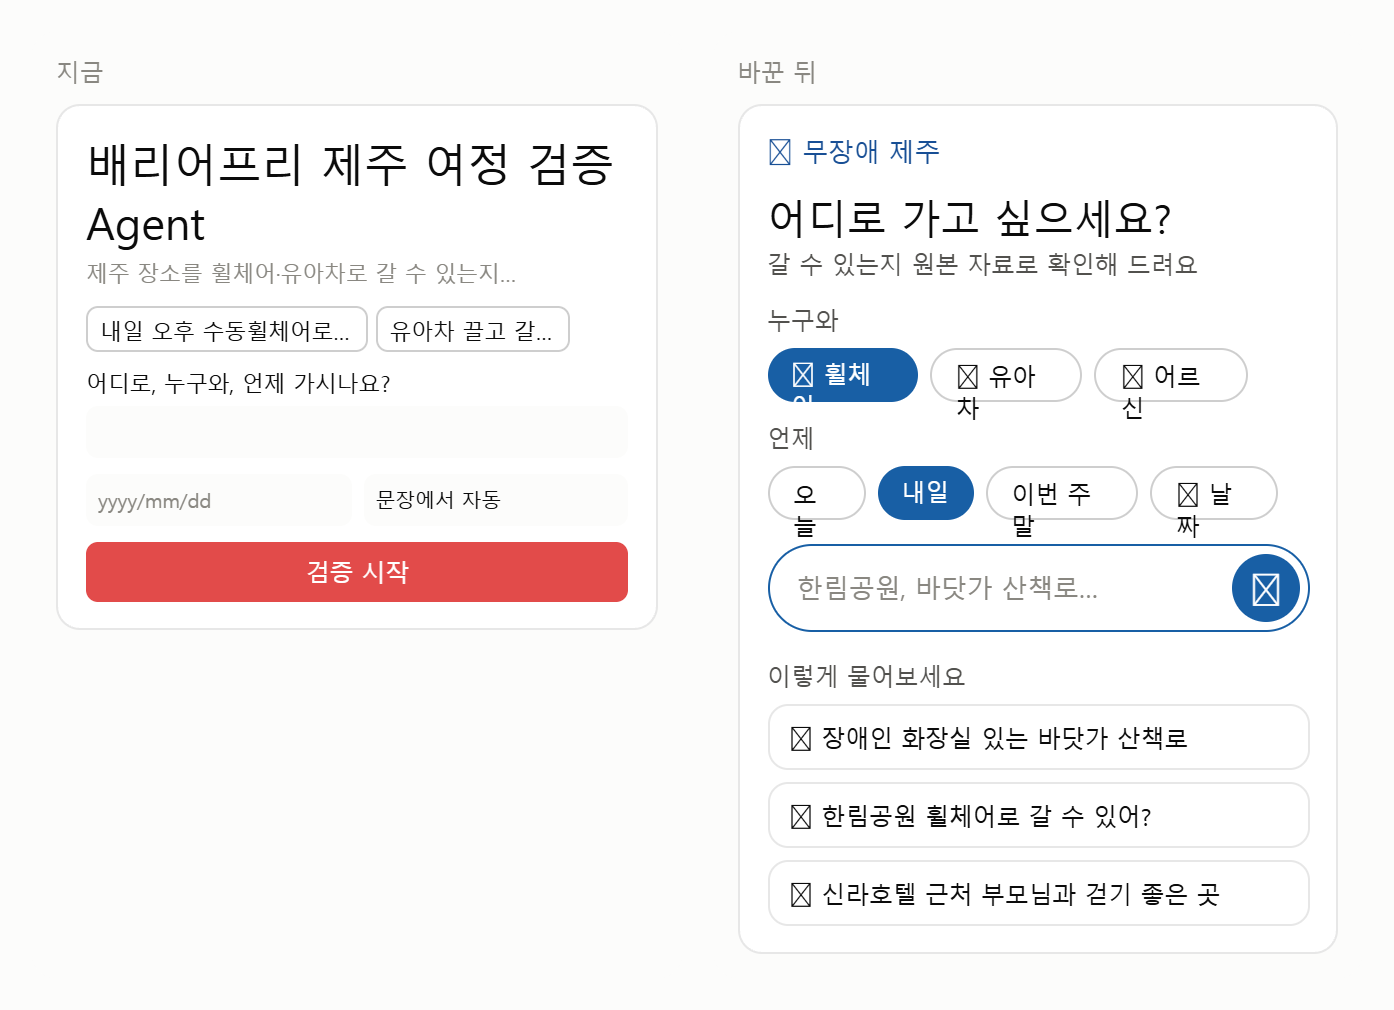 지금
배리어프리 제주 여정 검증
Agent
제주 장소를 휠체어·유아차로 갈 수 있는지...
내일 오후 수동휠체어로...
유아차 끌고 갈...
어디로, 누구와, 언제 가시나요?
yyyy/mm/dd
문장에서 자동
검증 시작
바꾼 뒤
무장애 제주
어디로 가고 싶으세요?
갈 수 있는지 원본 자료로 확인해 드려요
누구와
휠체
유아
차
어르
신
언제
오
늘
내일
이번 주
말
날
짜
한림공원, 바닷가 산책로...
이렇게 물어보세요
장애인 화장실 있는 바닷가 산책로
한림공원 휠체어로 갈 수 있어?
신라호텔 근처 부모님과 걷기 좋은 곳